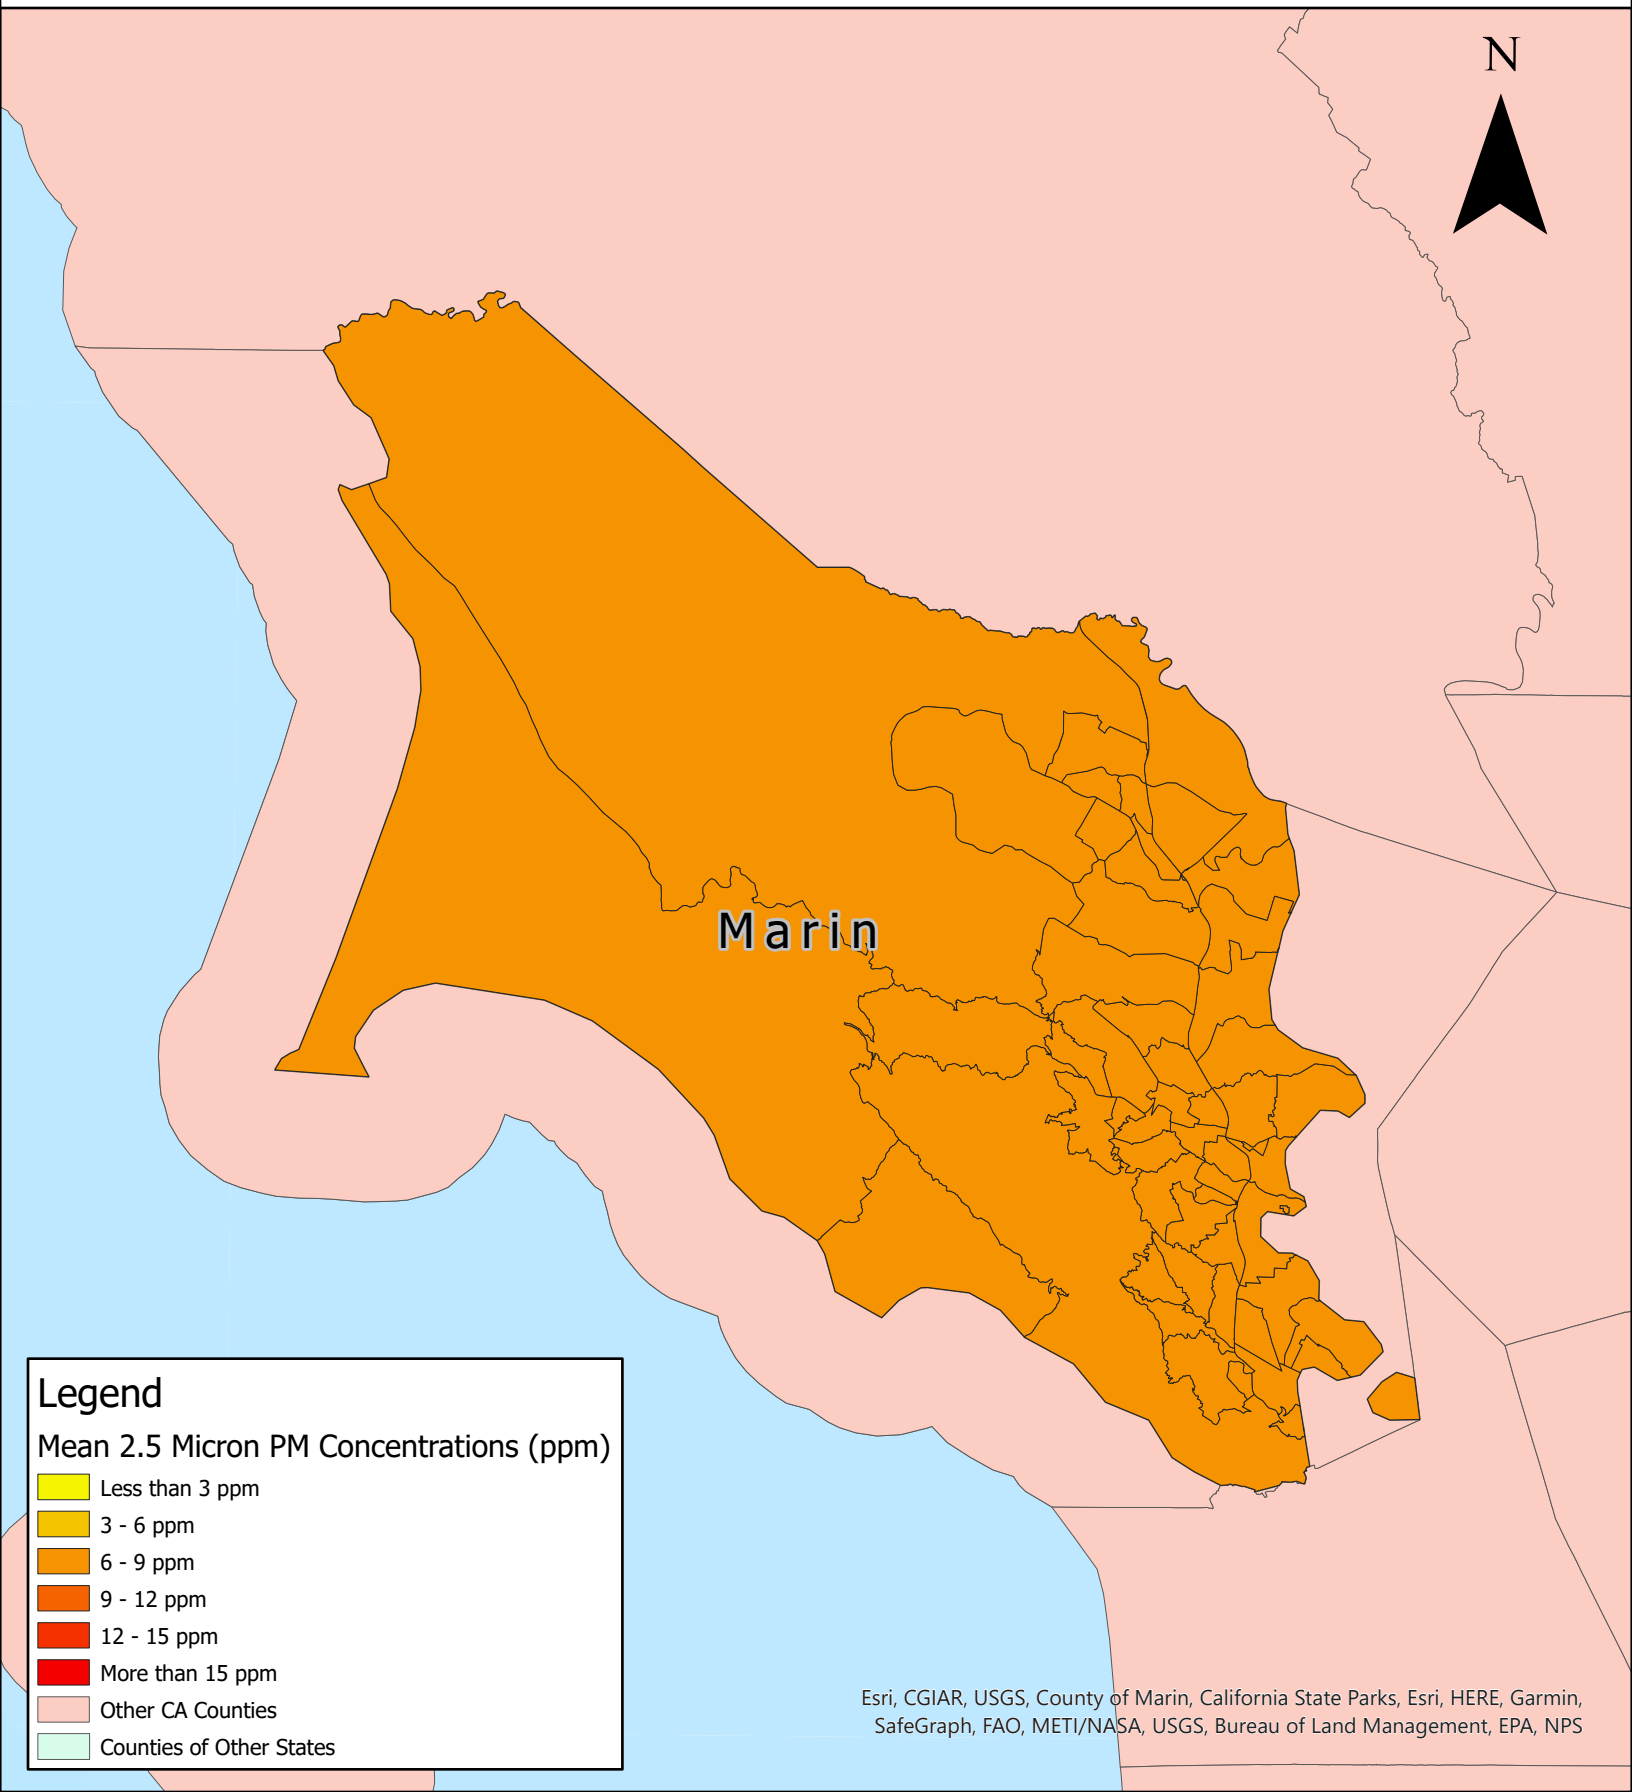 N
Marin
Legend
Mean 2.5 Micron PM Concentrations (ppm)
Less than 3 ppm
3 - 6 ppm
6 - 9 ppm
9 - 12 ppm
12 - 15 ppm
More than 15 ppm
Other CA Counties
Counties of Other States
Esri, CGIAR, USGS, County of Marin, California State Parks, Esri, HERE, Garmin,
SafeGraph, FAO, METI/NASA, USGS, Bureau of Land Management, EPA, NPS